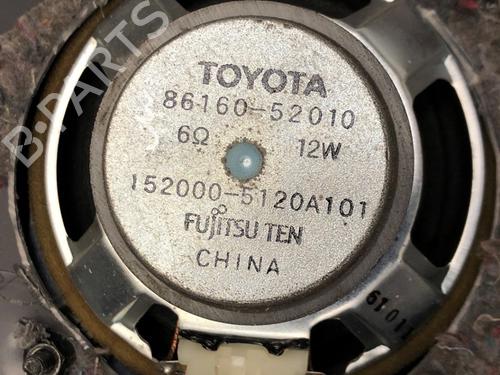 B-PARTS
TOYOTA
86160-52010
6Ω 12W
152000-5120A101
FUJITSU TEN
CHINA